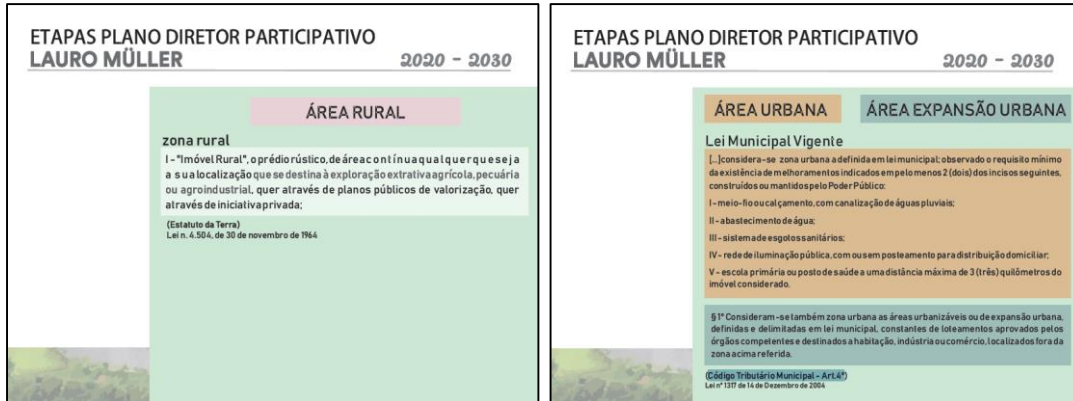 ETAPAS PLANO DIRETOR PARTICIPATIVO
LAURO MÜLLER 2020 - 2030
ÁREA RURAL
zona rural
I - "Imóvel Rural", o prédio rústico, de área contínua qualquer que seja
a sua localização que se destina à exploração extrativa agrícola, pecuária
ou agroindustrial, quer através de planos públicos de valorização, quer
através de iniciativa privada;
(Estatuto da Terra)
Lei n. 4.504, de 30 de novembro de 1964
ETAPAS PLANO DIRETOR PARTICIPATIVO
LAURO MÜLLER 2020 - 2030
ÁREA URBANA ÁREA EXPANSÃO URBANA
Lei Municipal Vigente
[...]considera-se zona urbana a definida em lei municipal; observado o requisito mínimo
da existência de melhoramentos indicados em pelo menos 2 (dois) dos incisos seguintes,
construídos ou mantidos pelo Poder Público:
I - meio-fio ou calçamento, com canalização de águas pluviais;
II - abastecimento de água;
III - sistema de esgotos sanitários;
IV - rede de iluminação pública, com ou sem posteamento para distribuição domiciliar;
V - escola primária ou posto de saúde a uma distância máxima de 3 (três) quilômetros do
imóvel considerado.
§ 1º Consideram-se também zona urbana as áreas urbanizáveis ou de expansão urbana,
definidas e delimitadas em lei municipal, constantes de loteamentos aprovados pelos
órgãos competentes e destinados a habitação, indústria ou comércio, localizados fora da
zona acima referida.
(Código Tributário Municipal - Art.4º)
Lei nº 1317 de 14 de Dezembro de 2004